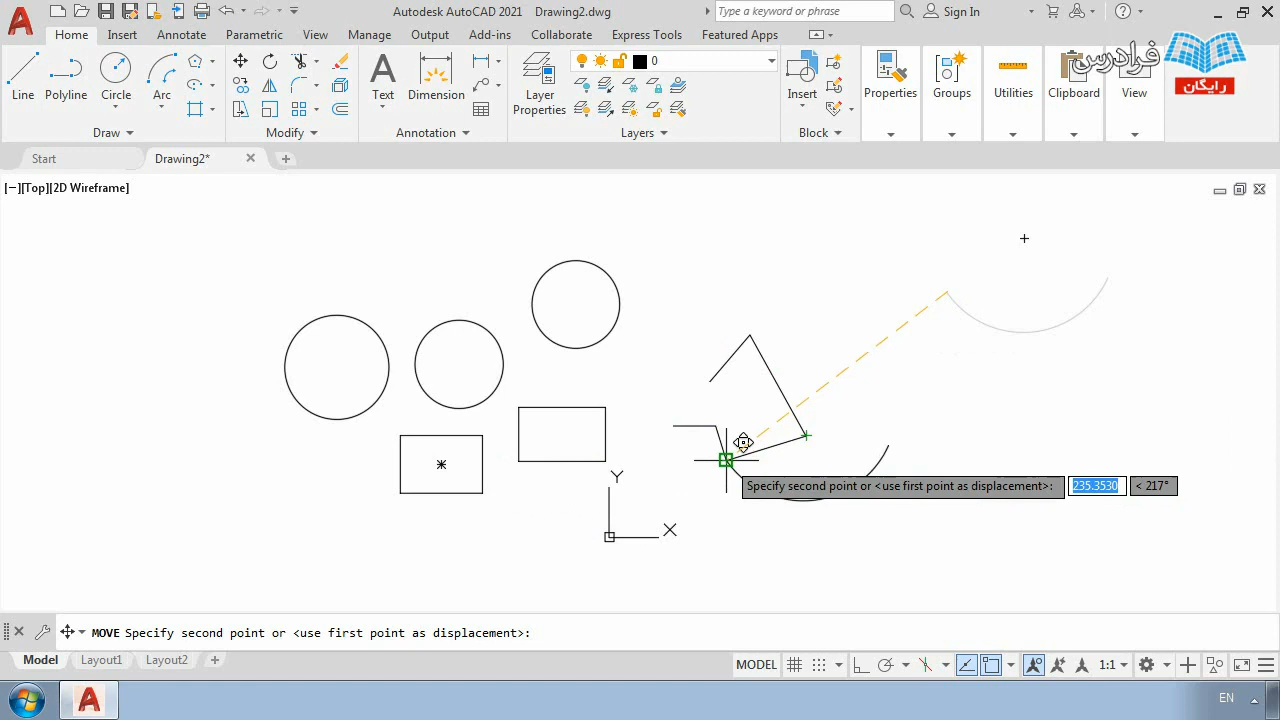 Autodesk AutoCAD 2021 Drawing2.dwg
Type a keyword or phrase
Sign In
Home Insert Annotate Parametric View Manage Output Add-ins Collaborate Express Tools Featured Apps
فرادرس
رایگان
Line Polyline Circle Arc
Text Dimension
Layer Properties
0
Insert
Properties Groups Utilities Clipboard View
Draw Modify Annotation Layers Block
Start Drawing2*
[−][Top][2D Wireframe]
Y
X
Specify second point or <use first point as displacement>: 235.3530 < 217°
MOVE Specify second point or <use first point as displacement>:
Model Layout1 Layout2
MODEL 1:1
EN